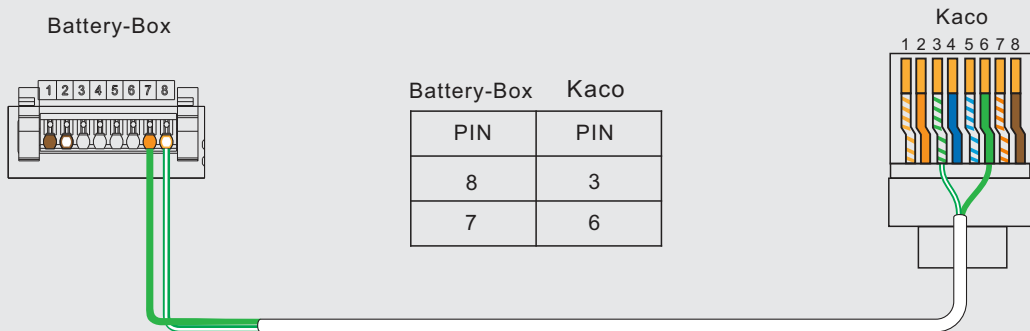 Battery-Box
1 2 3 4 5 6 7 8
Battery-Box Kaco
PIN PIN
8 3
7 6
Kaco
1 2 3 4 5 6 7 8